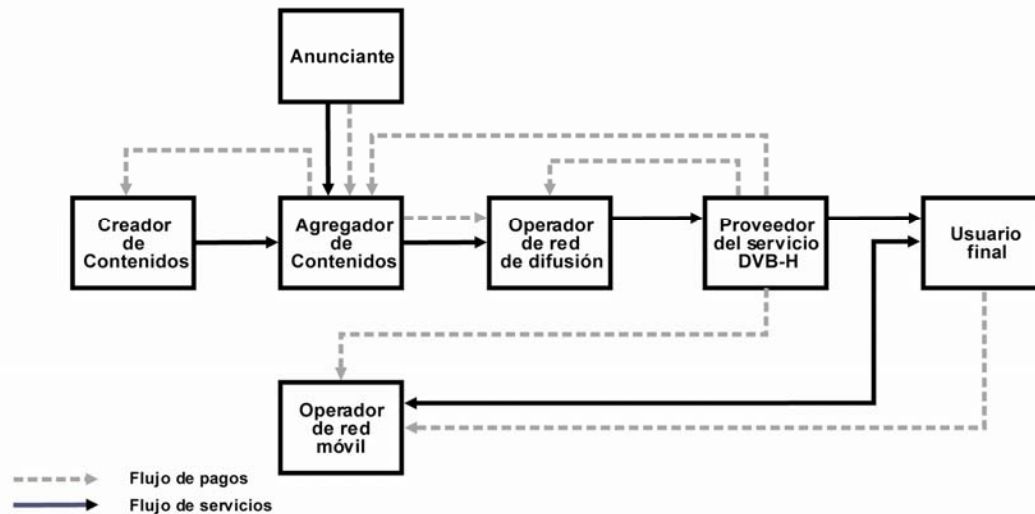 Anunciante
Creador
de
Contenidos
Agregador
de
Contenidos
Operador
de red
de difusión
Proveedor
del servicio
DVB-H
Usuario
final
Operador
de red
móvil
Flujo de pagos
Flujo de servicios